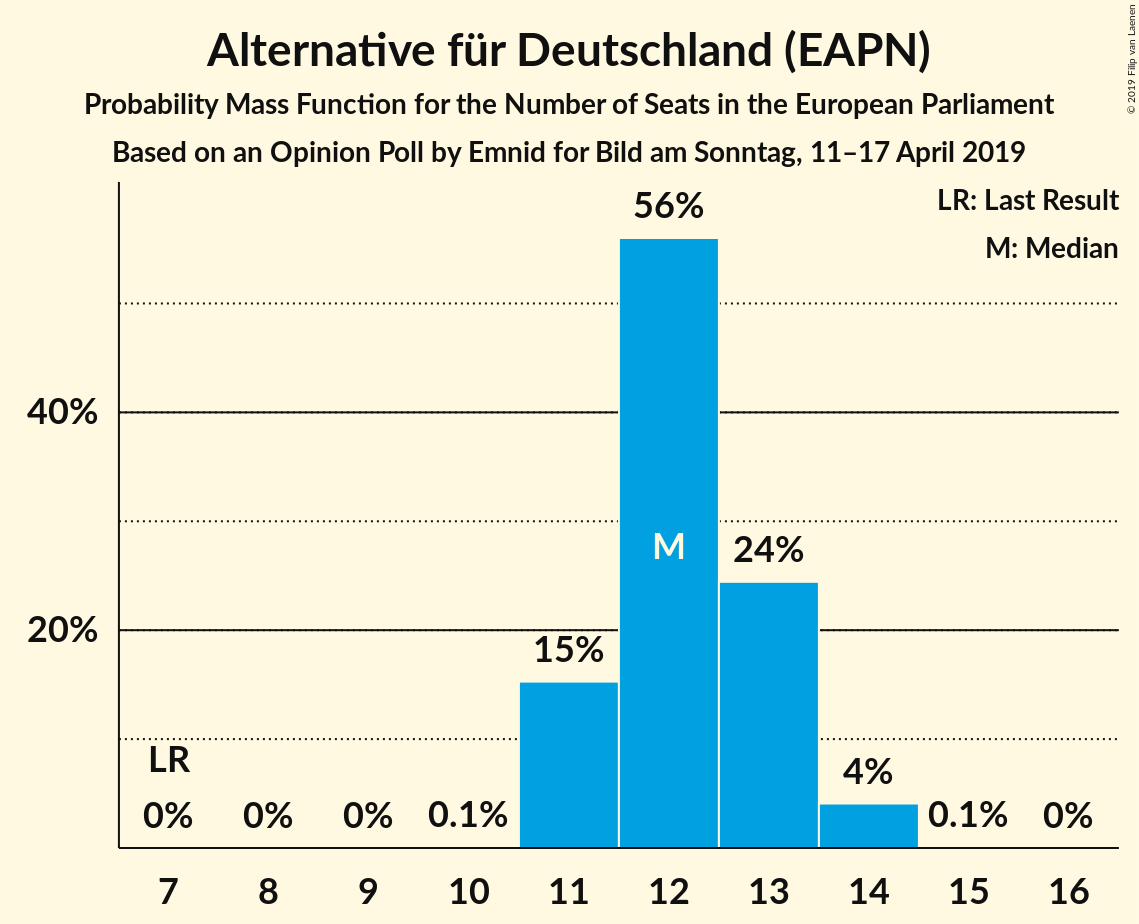 Alternative für Deutschland (EAPN)
Probability Mass Function for the Number of Seats in the European Parliament
Based on an Opinion Poll by Emnid for Bild am Sonntag, 11–17 April 2019
© 2019 Filip van Laenen
LR: Last Result
M: Median
56%
40%
M
24%
20%
15%
LR
4%
0%
0%
0%
0.1%
0.1%
0%
7 8 9 10 11 12 13 14 15 16